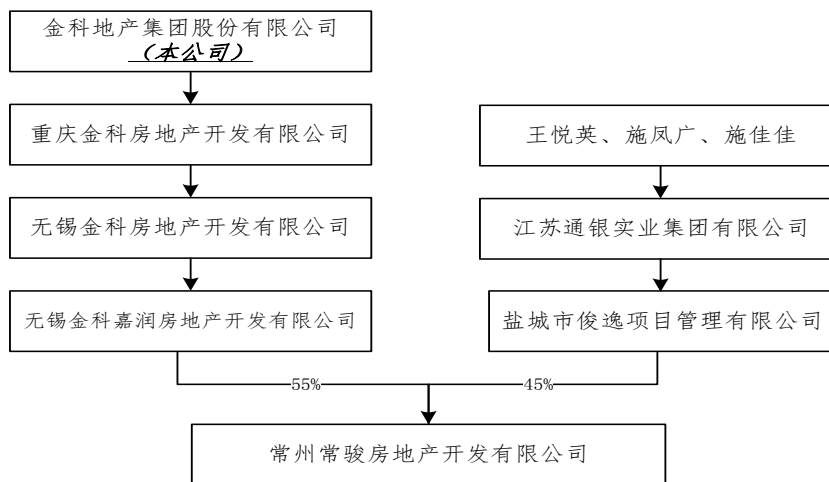 金科地产集团股份有限公司
（本公司）
重庆金科房地产开发有限公司
王悦英、施凤广、施佳佳
无锡金科房地产开发有限公司
江苏通银实业集团有限公司
无锡金科嘉润房地产开发有限公司
盐城市俊逸项目管理有限公司
55%
45%
常州常骏房地产开发有限公司